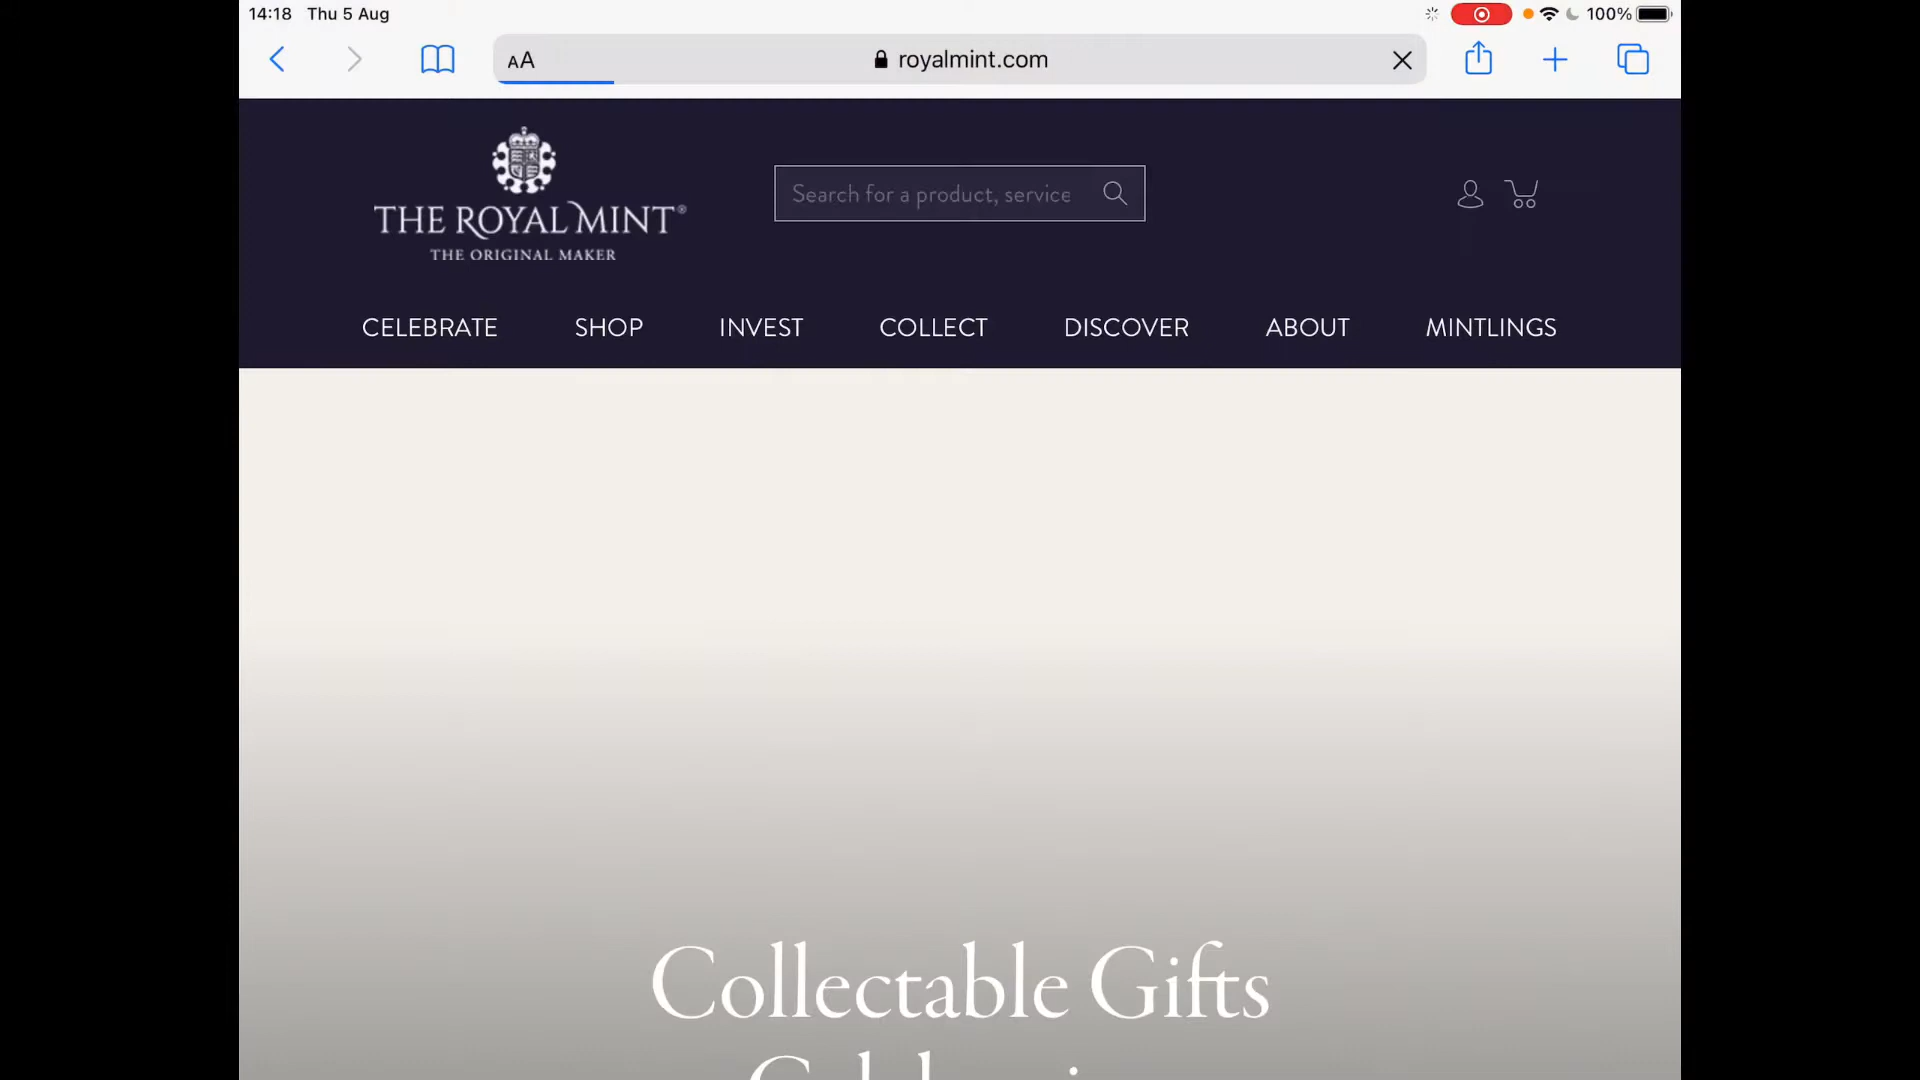 14:18 Thu 5 Aug 100%
AA royalmint.com
THE ROYAL MINT®
THE ORIGINAL MAKER
Search for a product, service
CELEBRATE SHOP INVEST COLLECT DISCOVER ABOUT MINTLINGS
Collectable Gifts